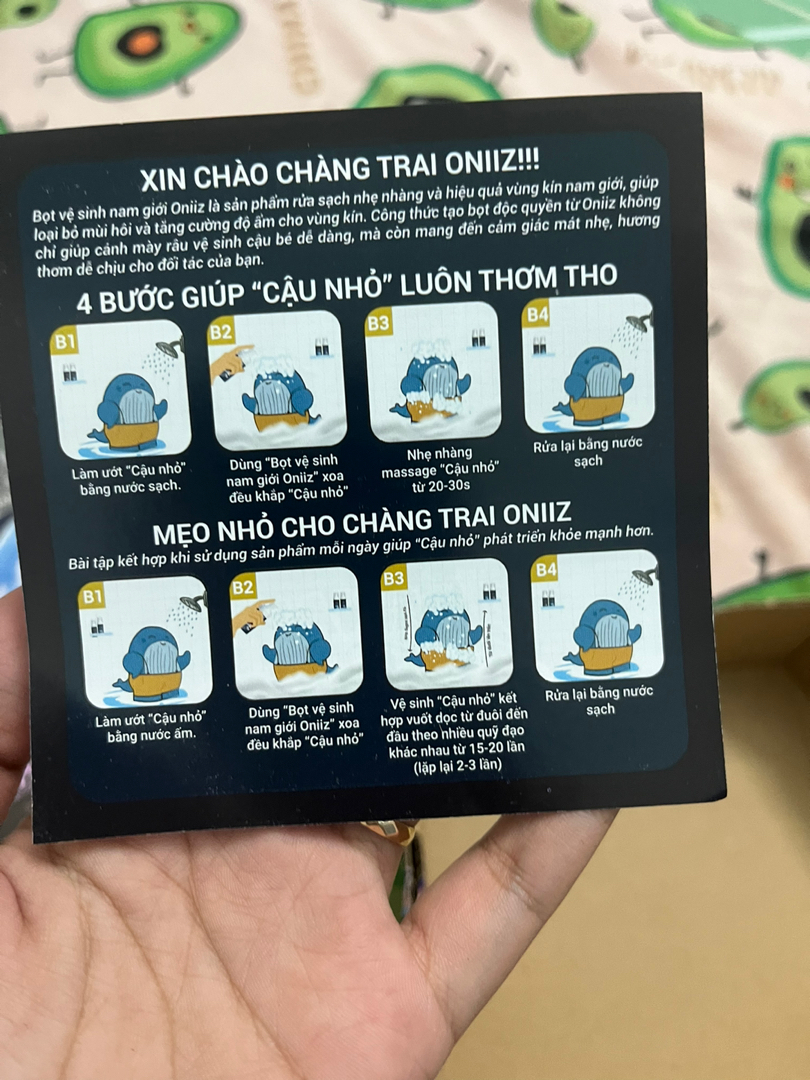 XIN CHÀO CHÀNG TRAI ONIIZ!!!
Bọt vệ sinh nam giới Oniiz là sản phẩm rửa sạch nhẹ nhàng và hiệu quả vùng kín nam giới, giúp
loại bỏ mùi hôi và tăng cường độ ẩm cho vùng kín. Công thức tạo bọt độc quyền từ Oniiz không
chỉ giúp cánh mày râu vệ sinh cậu bé dễ dàng, mà còn mang đến cảm giác mát nhẹ, hương
thơm dễ chịu cho đối tác của bạn.
4 BƯỚC GIÚP "CẬU NHỎ" LUÔN THƠM THO
B1
B2
B3
B4
Làm ướt "Cậu nhỏ"
bằng nước sạch.
Dùng "Bọt vệ sinh
nam giới Oniiz" xoa
đều khắp "Cậu nhỏ"
Nhẹ nhàng
massage "Cậu nhỏ"
từ 20-30s
Rửa lại bằng nước
sạch
MẸO NHỎ CHO CHÀNG TRAI ONIIZ
Bài tập kết hợp khi sử dụng sản phẩm mỗi ngày giúp "Cậu nhỏ" phát triển khỏe mạnh hơn.
B1
B2
B3
B4
Làm ướt "Cậu nhỏ"
bằng nước ấm.
Dùng "Bọt vệ sinh
nam giới Oniiz" xoa
đều khắp "Cậu nhỏ"
Vệ sinh "Cậu nhỏ" kết
hợp vuốt dọc từ đuôi đến
đầu theo nhiều quỹ đạo
khác nhau từ 15-20 lần
(lặp lại 2-3 lần)
Rửa lại bằng nước
sạch